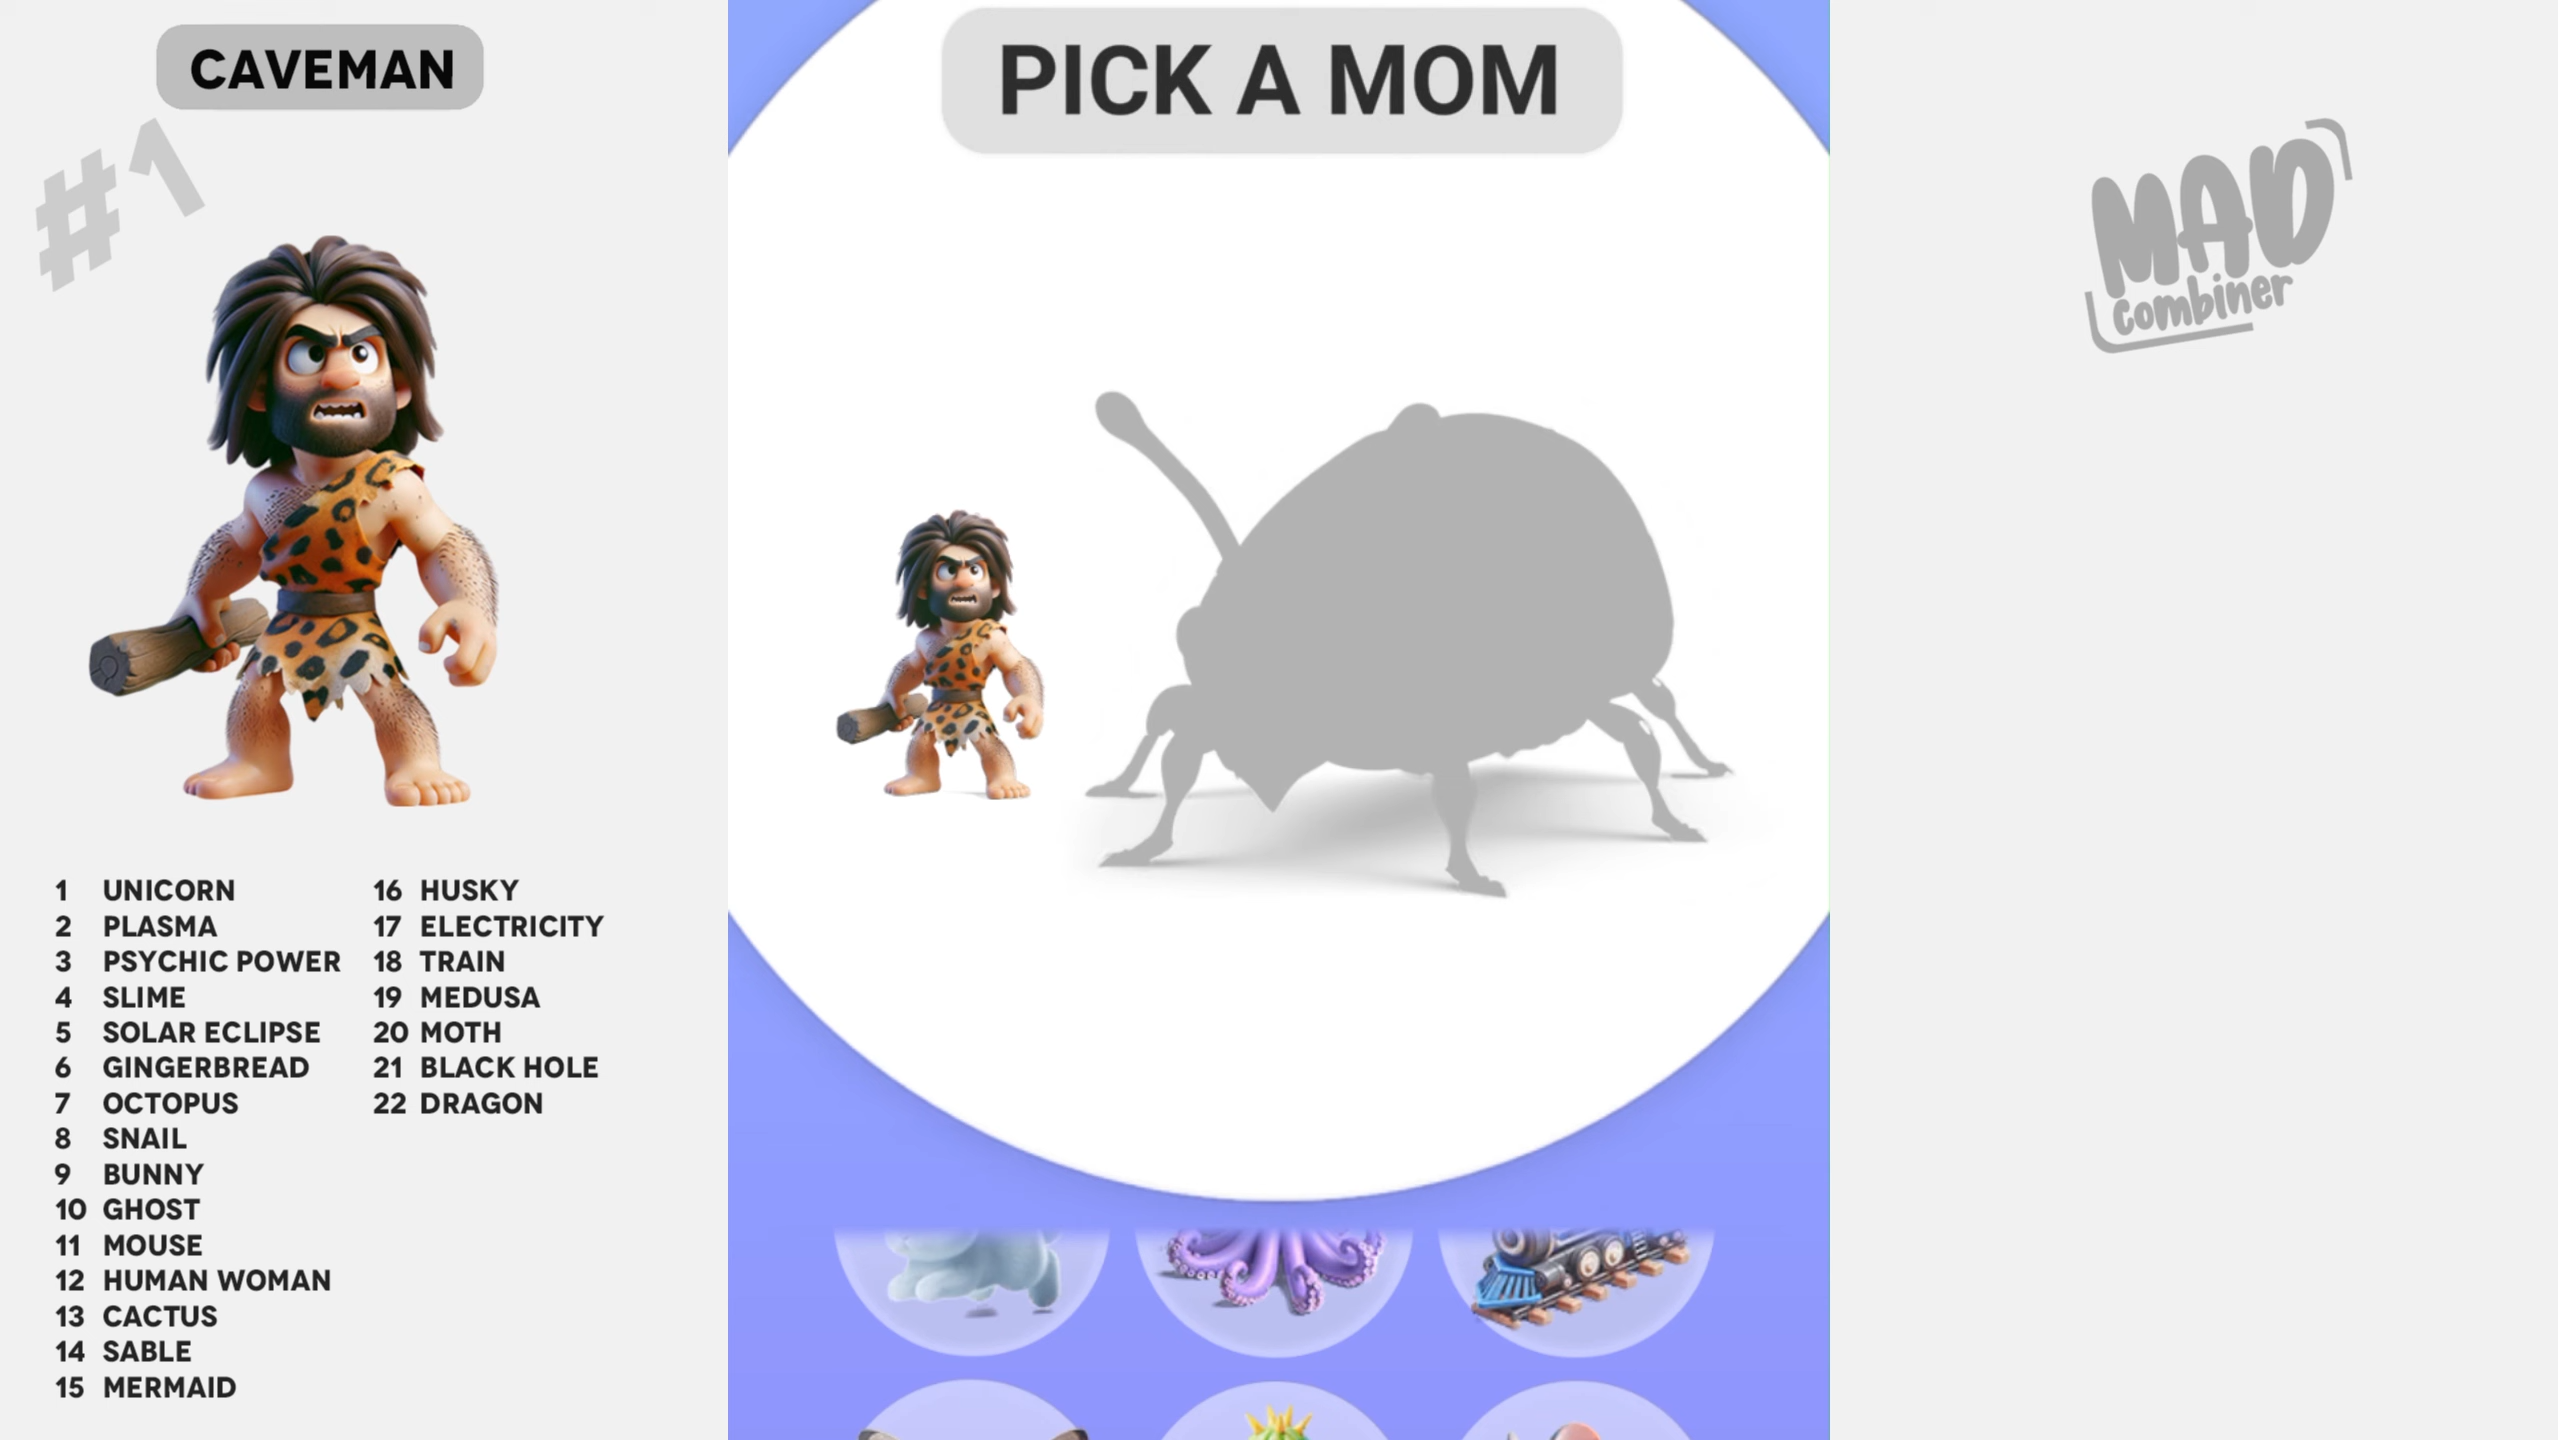 CAVEMAN
#1
1 UNICORN
2 PLASMA
3 PSYCHIC POWER
4 SLIME
5 SOLAR ECLIPSE
6 GINGERBREAD
7 OCTOPUS
8 SNAIL
9 BUNNY
10 GHOST
11 MOUSE
12 HUMAN WOMAN
13 CACTUS
14 SABLE
15 MERMAID
16 HUSKY
17 ELECTRICITY
18 TRAIN
19 MEDUSA
20 MOTH
21 BLACK HOLE
22 DRAGON
PICK A MOM
MAD
combiner